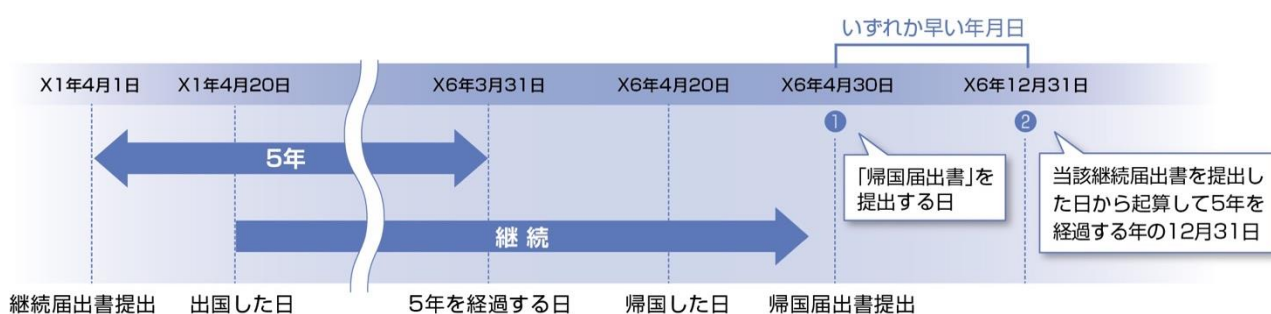 いずれか早い年月日
X1年4月1日 X1年4月20日 X6年3月31日 X6年4月20日 X6年4月30日 X6年12月31日
❶ ❷
5年
「帰国届出書」を
提出する日
当該継続届出書を提出し
た日から起算して5年を
経過する年の12月31日
継続
継続届出書提出 出国した日 5年を経過する日 帰国した日 帰国届出書提出